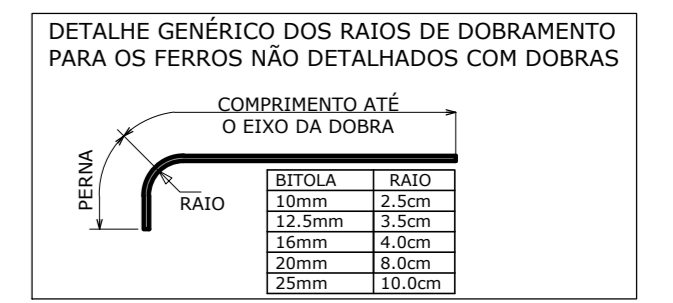 DETALHE GENÉRICO DOS RAIOS DE DOBRAMENTO
PARA OS FERROS NÃO DETALHADOS COM DOBRAS
COMPRIMENTO ATÉ
O EIXO DA DOBRA
PERNA
RAIO
BITOLA RAIO
10mm 2.5cm
12.5mm 3.5cm
16mm 4.0cm
20mm 8.0cm
25mm 10.0cm